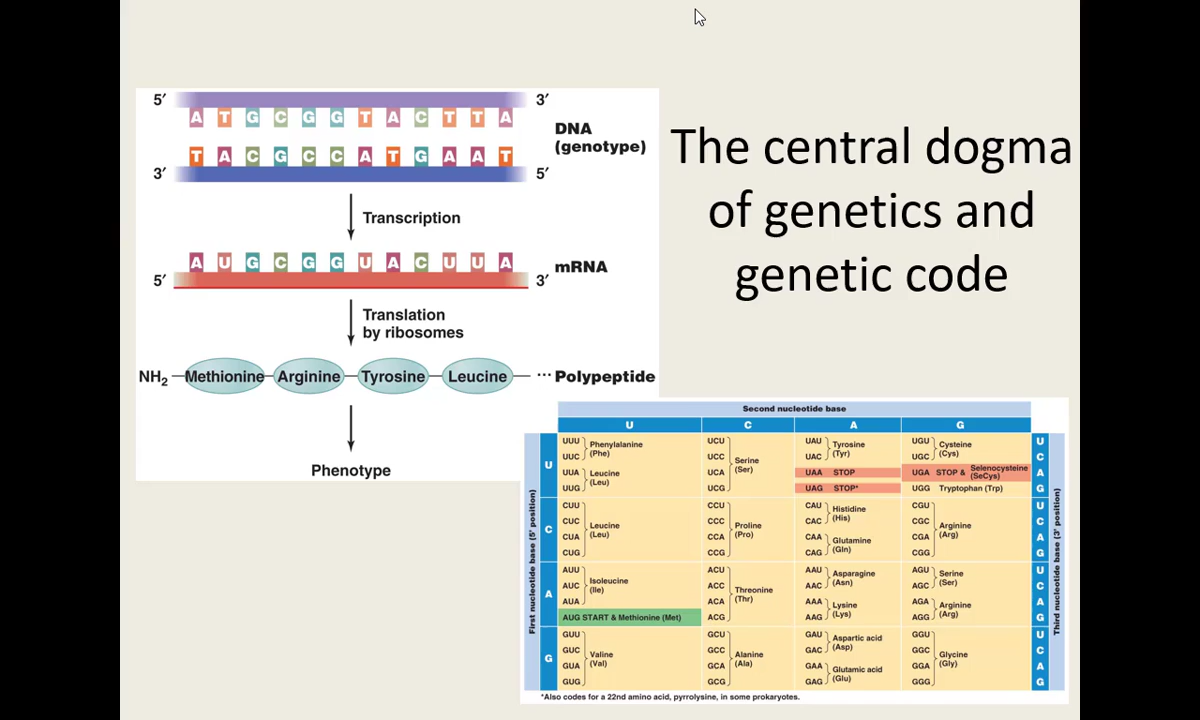 The central dogma
of genetics and
genetic code
5′ 3′
A T G C G G T A C T T A
DNA
(genotype)
T A C G C C A T G A A T
3′ 5′
Transcription
A U G C G G U A C U U A
mRNA
5′ 3′
Translation
by ribosomes
NH2 Methionine Arginine Tyrosine Leucine ... Polypeptide
Phenotype
Second nucleotide base
U C A G
First nucleotide base (5′ position)
Third nucleotide base (3′ position)
U
UUU
UUC
Phenylalanine
(Phe)
UUA
UUG
Leucine
(Leu)
UCU
UCC
UCA
UCG
Serine
(Ser)
UAU
UAC
Tyrosine
(Tyr)
UAA STOP
UAG STOP*
UGU
UGC
Cysteine
(Cys)
UGA STOP & Selenocysteine
(SeCys)
UGG Tryptophan (Trp)
U
C
A
G
C
CUU
CUC
CUA
CUG
Leucine
(Leu)
CCU
CCC
CCA
CCG
Proline
(Pro)
CAU
CAC
Histidine
(His)
CAA
CAG
Glutamine
(Gln)
CGU
CGC
CGA
CGG
Arginine
(Arg)
U
C
A
G
A
AUU
AUC
AUA
Isoleucine
(Ile)
AUG START & Methionine (Met)
ACU
ACC
ACA
ACG
Threonine
(Thr)
AAU
AAC
Asparagine
(Asn)
AAA
AAG
Lysine
(Lys)
AGU
AGC
Serine
(Ser)
AGA
AGG
Arginine
(Arg)
U
C
A
G
G
GUU
GUC
GUA
GUG
Valine
(Val)
GCU
GCC
GCA
GCG
Alanine
(Ala)
GAU
GAC
Aspartic acid
(Asp)
GAA
GAG
Glutamic acid
(Glu)
GGU
GGC
GGA
GGG
Glycine
(Gly)
U
C
A
G
*Also codes for a 22nd amino acid, pyrrolysine, in some prokaryotes.